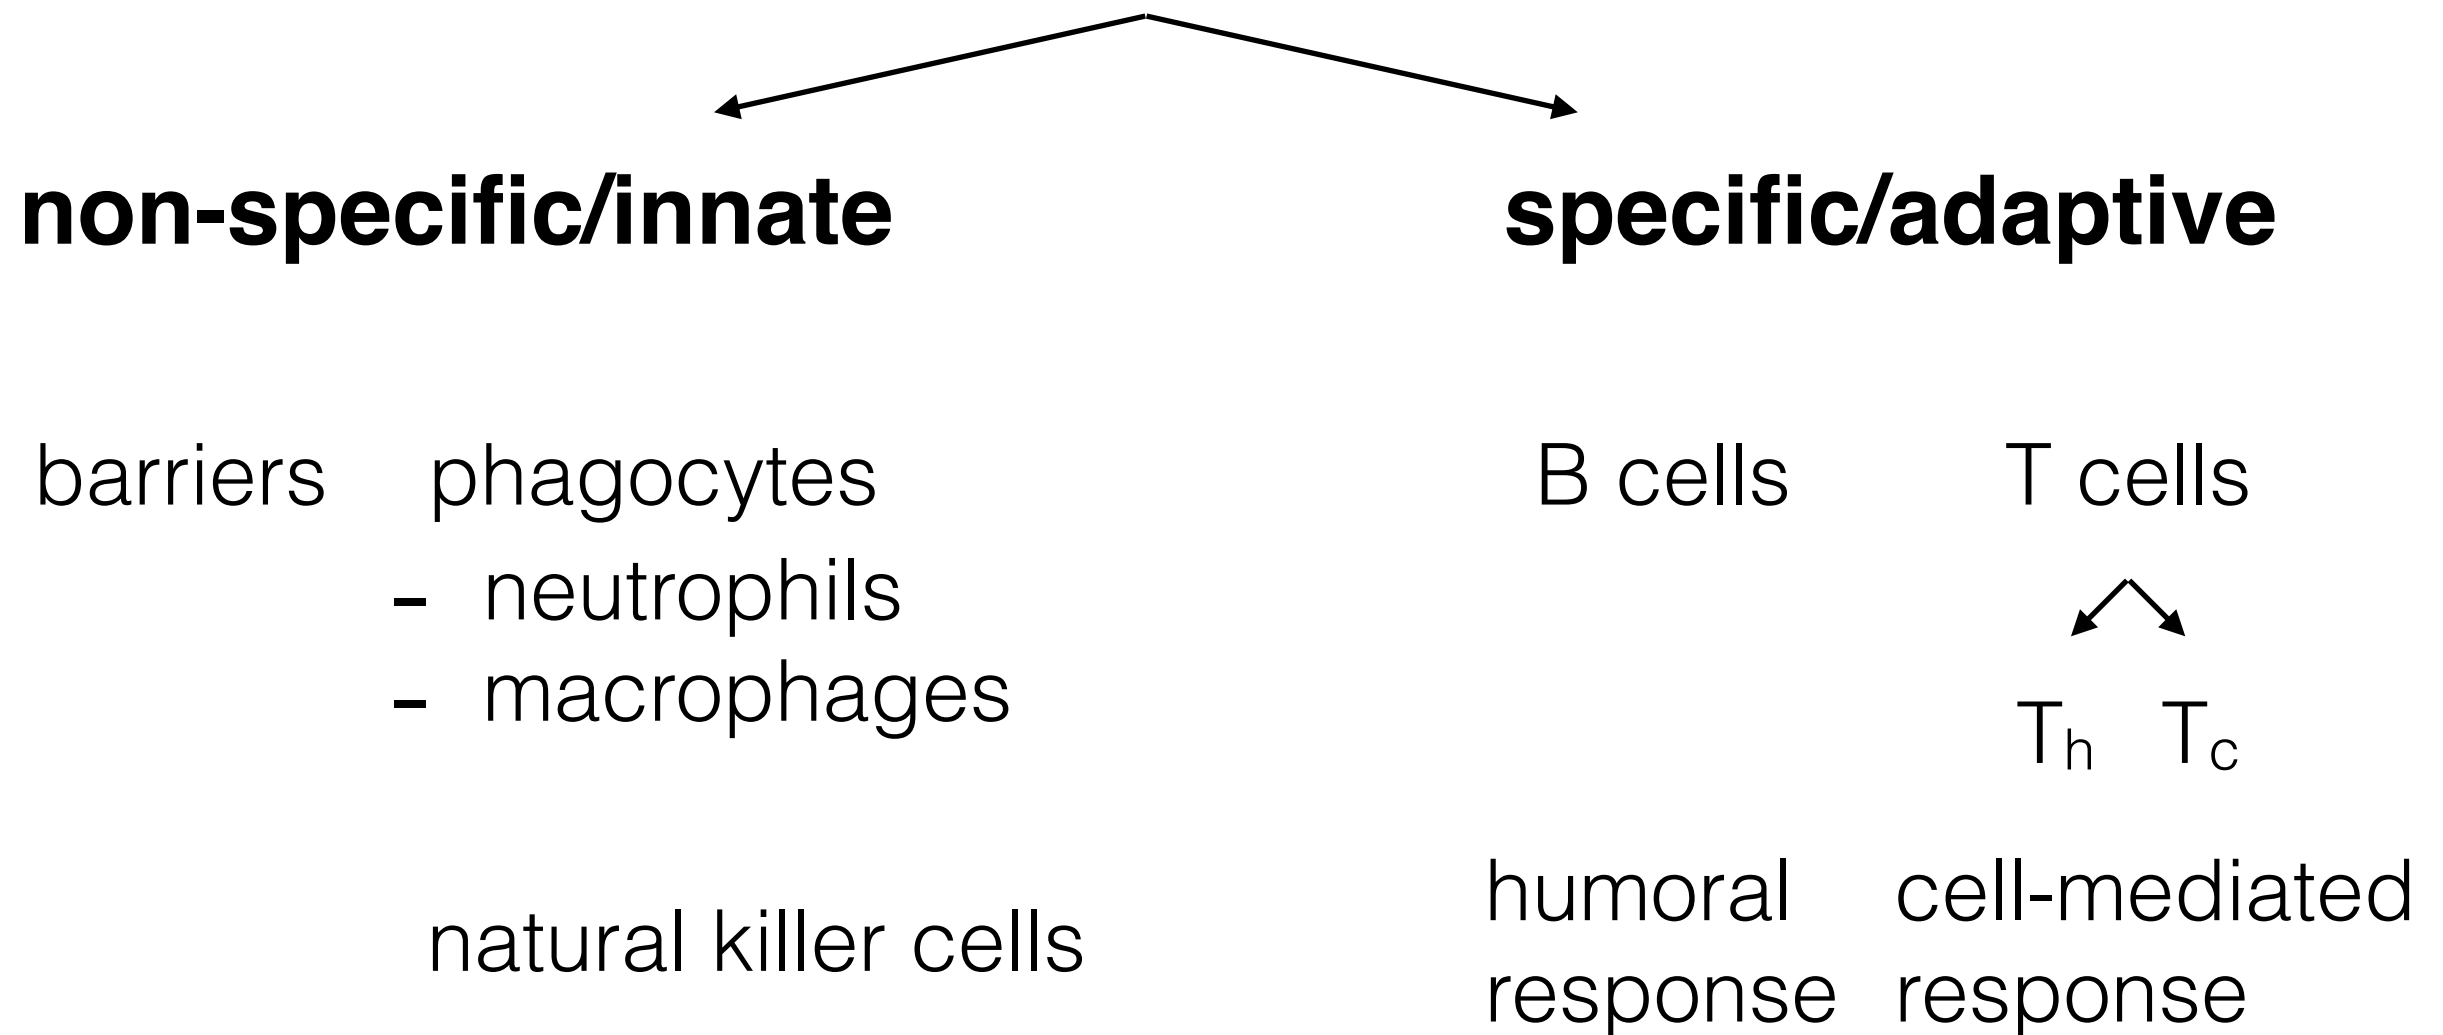 non-specific/innate specific/adaptive
barriers phagocytes B cells T cells
- neutrophils
- macrophages
Th Tc
humoral cell-mediated
natural killer cells
response response